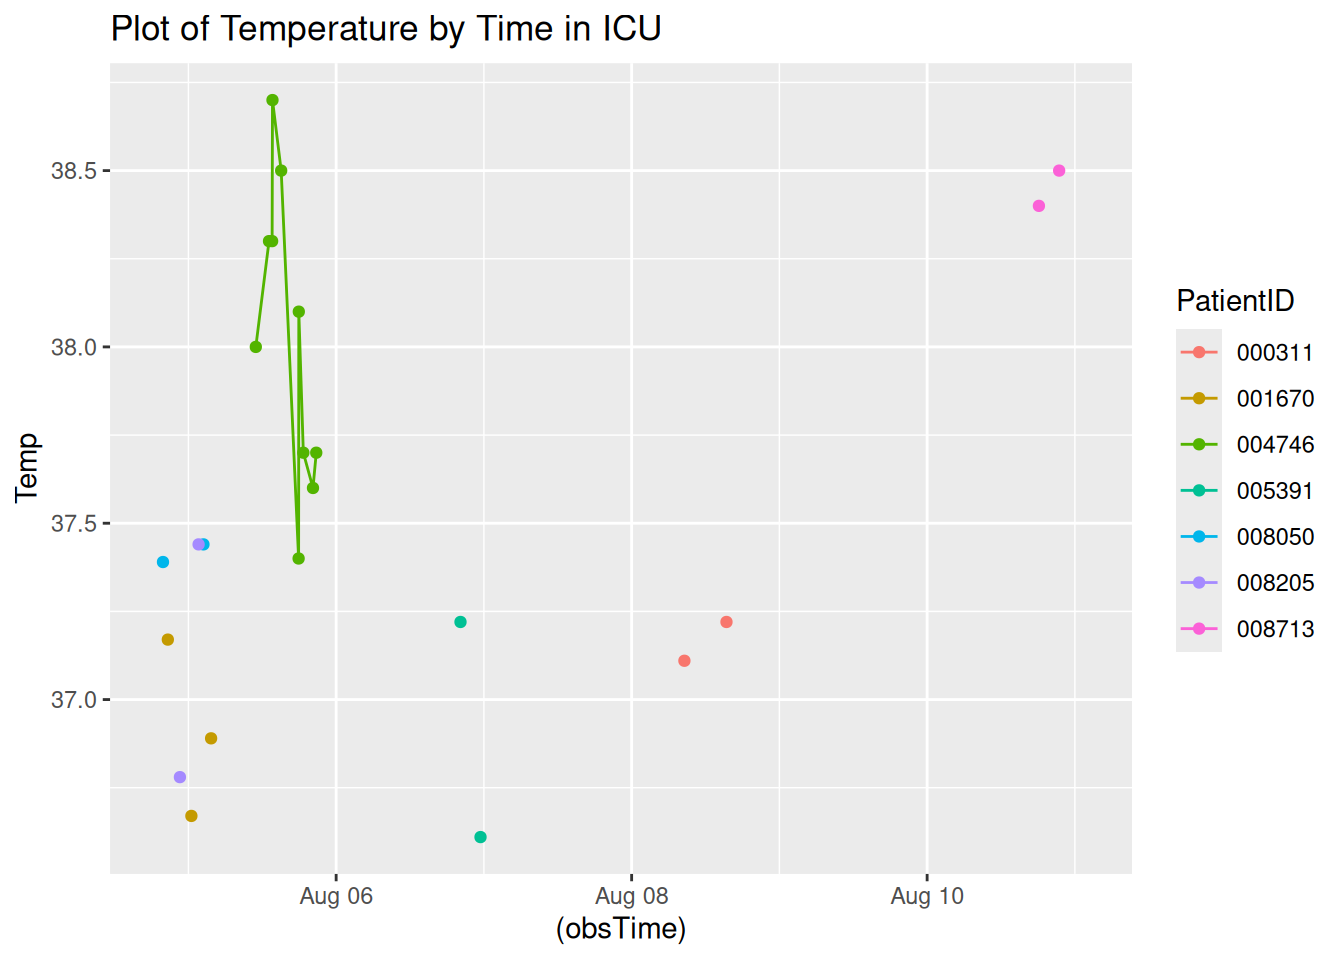 Plot of Temperature by Time in ICU
38.5
38.0
37.5
37.0
Temp
Aug 06
Aug 08
Aug 10
(obsTime)
PatientID
000311
001670
004746
005391
008050
008205
008713